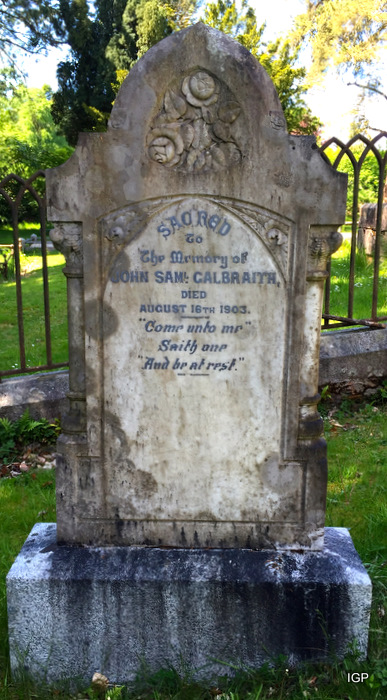 SACRED
To
The Memory of
JOHN SAML GALBRAITH,
DIED
AUGUST 16TH 1903.
"Come unto me"
Saith one
"And be at rest."
IGP